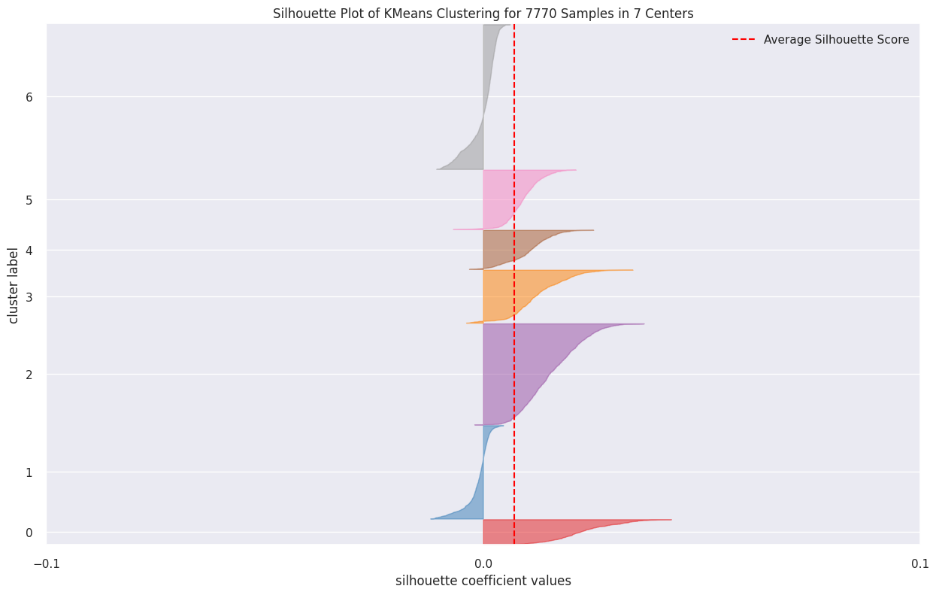 Silhouette Plot of KMeans Clustering for 7770 Samples in 7 Centers
Average Silhouette Score
6
5
4
3
2
1
0
cluster label
−0.1
0.0
0.1
silhouette coefficient values